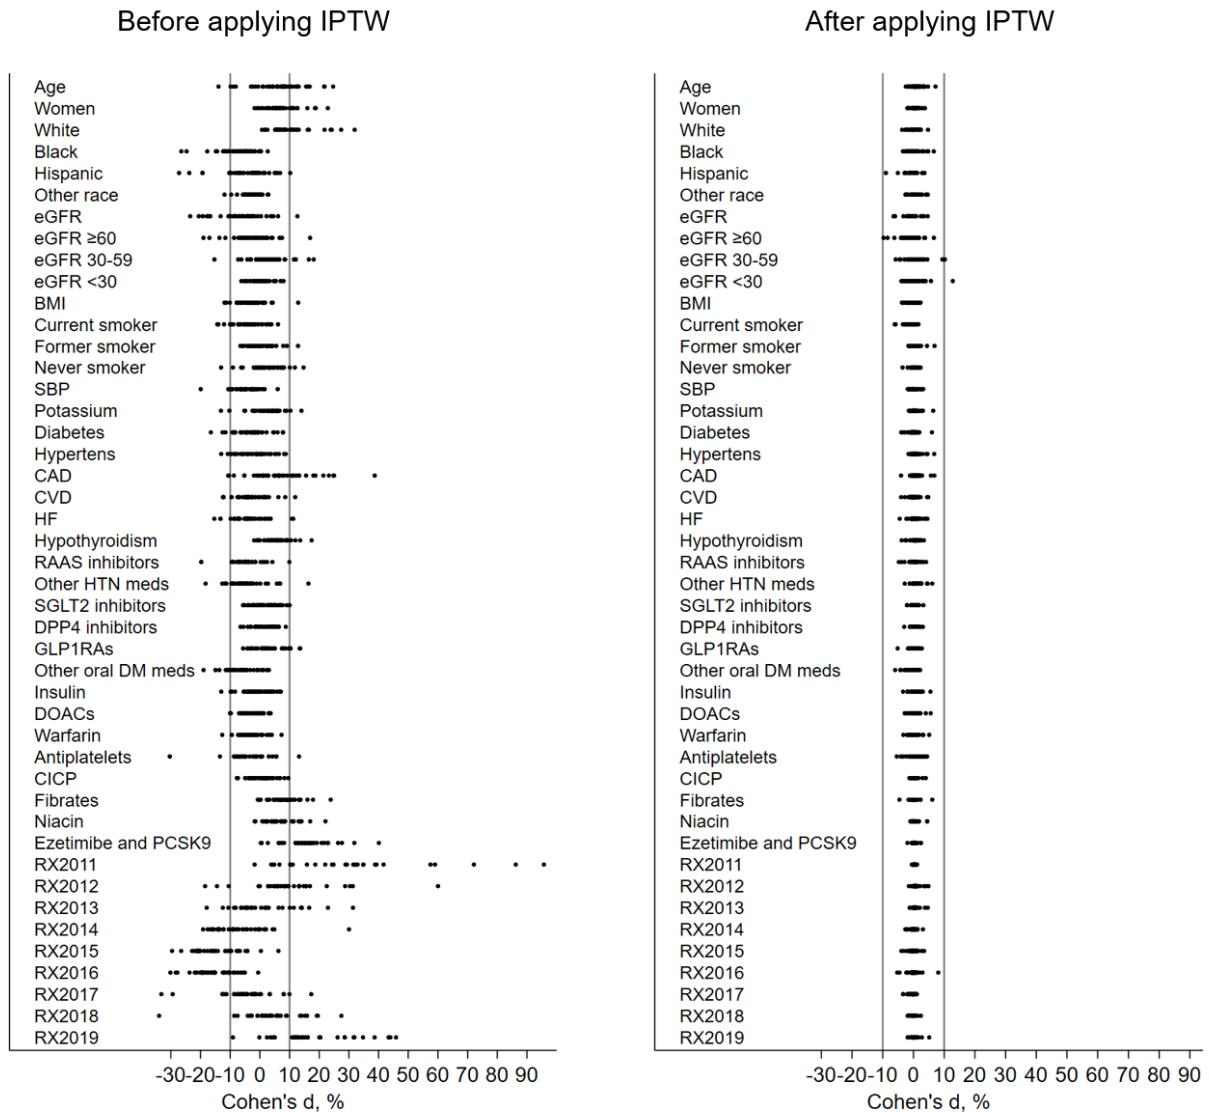 Before applying IPTW
Age
Women
White
Black
Hispanic
Other race
eGFR
eGFR ≥60
eGFR 30-59
eGFR <30
BMI
Current smoker
Former smoker
Never smoker
SBP
Potassium
Diabetes
Hypertens
CAD
CVD
HF
Hypothyroidism
RAAS inhibitors
Other HTN meds
SGLT2 inhibitors
DPP4 inhibitors
GLP1RAs
Other oral DM meds
Insulin
DOACs
Warfarin
Antiplatelets
CICP
Fibrates
Niacin
Ezetimibe and PCSK9
RX2011
RX2012
RX2013
RX2014
RX2015
RX2016
RX2017
RX2018
RX2019
-30 -20 -10 0 10 20 30 40 50 60 70 80 90
Cohen's d, %
After applying IPTW
Age
Women
White
Black
Hispanic
Other race
eGFR
eGFR ≥60
eGFR 30-59
eGFR <30
BMI
Current smoker
Former smoker
Never smoker
SBP
Potassium
Diabetes
Hypertens
CAD
CVD
HF
Hypothyroidism
RAAS inhibitors
Other HTN meds
SGLT2 inhibitors
DPP4 inhibitors
GLP1RAs
Other oral DM meds
Insulin
DOACs
Warfarin
Antiplatelets
CICP
Fibrates
Niacin
Ezetimibe and PCSK9
RX2011
RX2012
RX2013
RX2014
RX2015
RX2016
RX2017
RX2018
RX2019
-30 -20 -10 0 10 20 30 40 50 60 70 80 90
Cohen's d, %